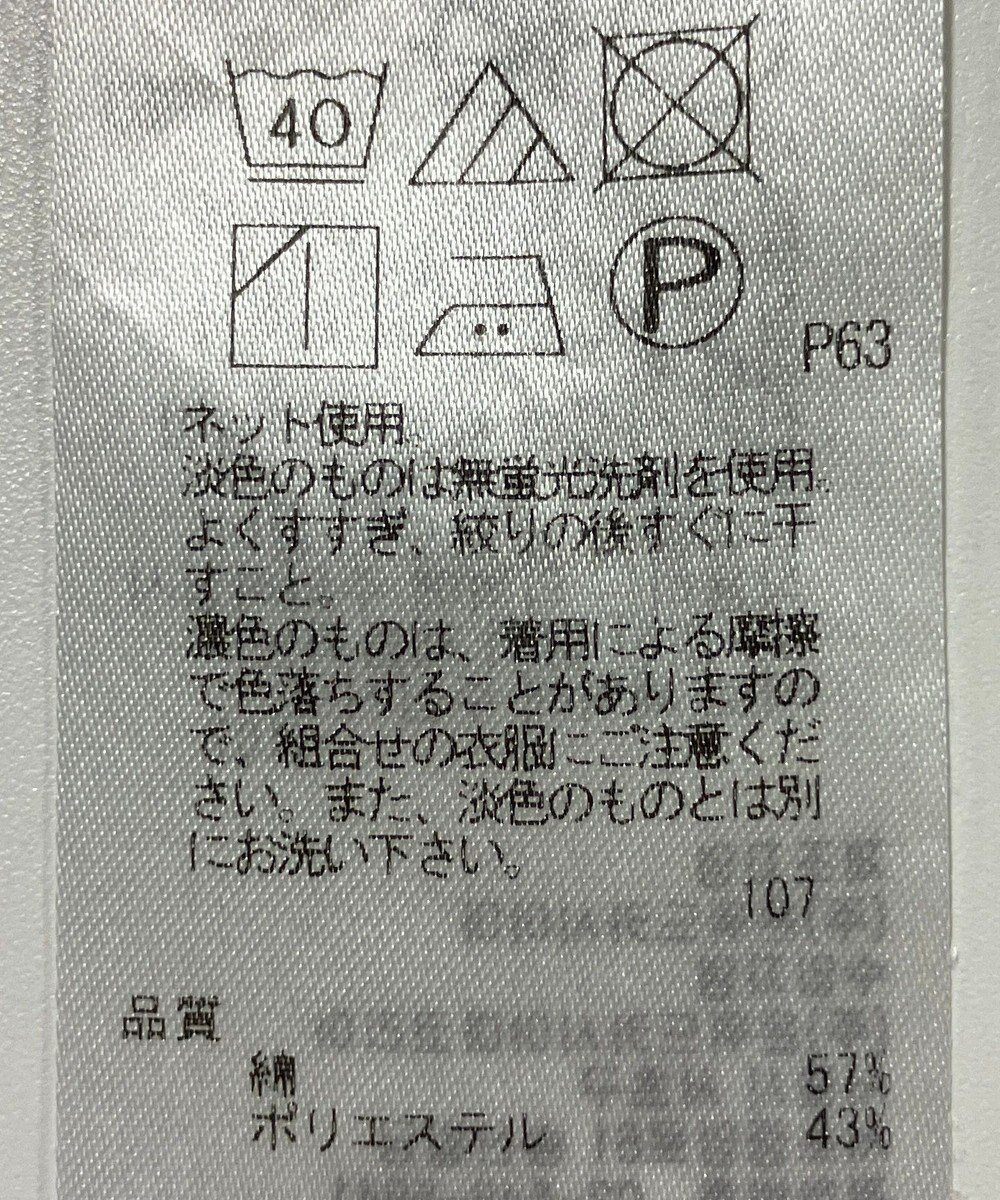 40
P
P63
ネット使用。
淡色のものは無蛍光洗剤を使用。
よくすすぎ、絞りの後すぐに干
すこと。
濃色のものは、着用による摩擦
で色落ちすることがありますの
で、組合せの衣服にご注意くだ
さい。また、淡色のものとは別
にお洗い下さい。
107
品質
綿 57%
ポリエステル 43%